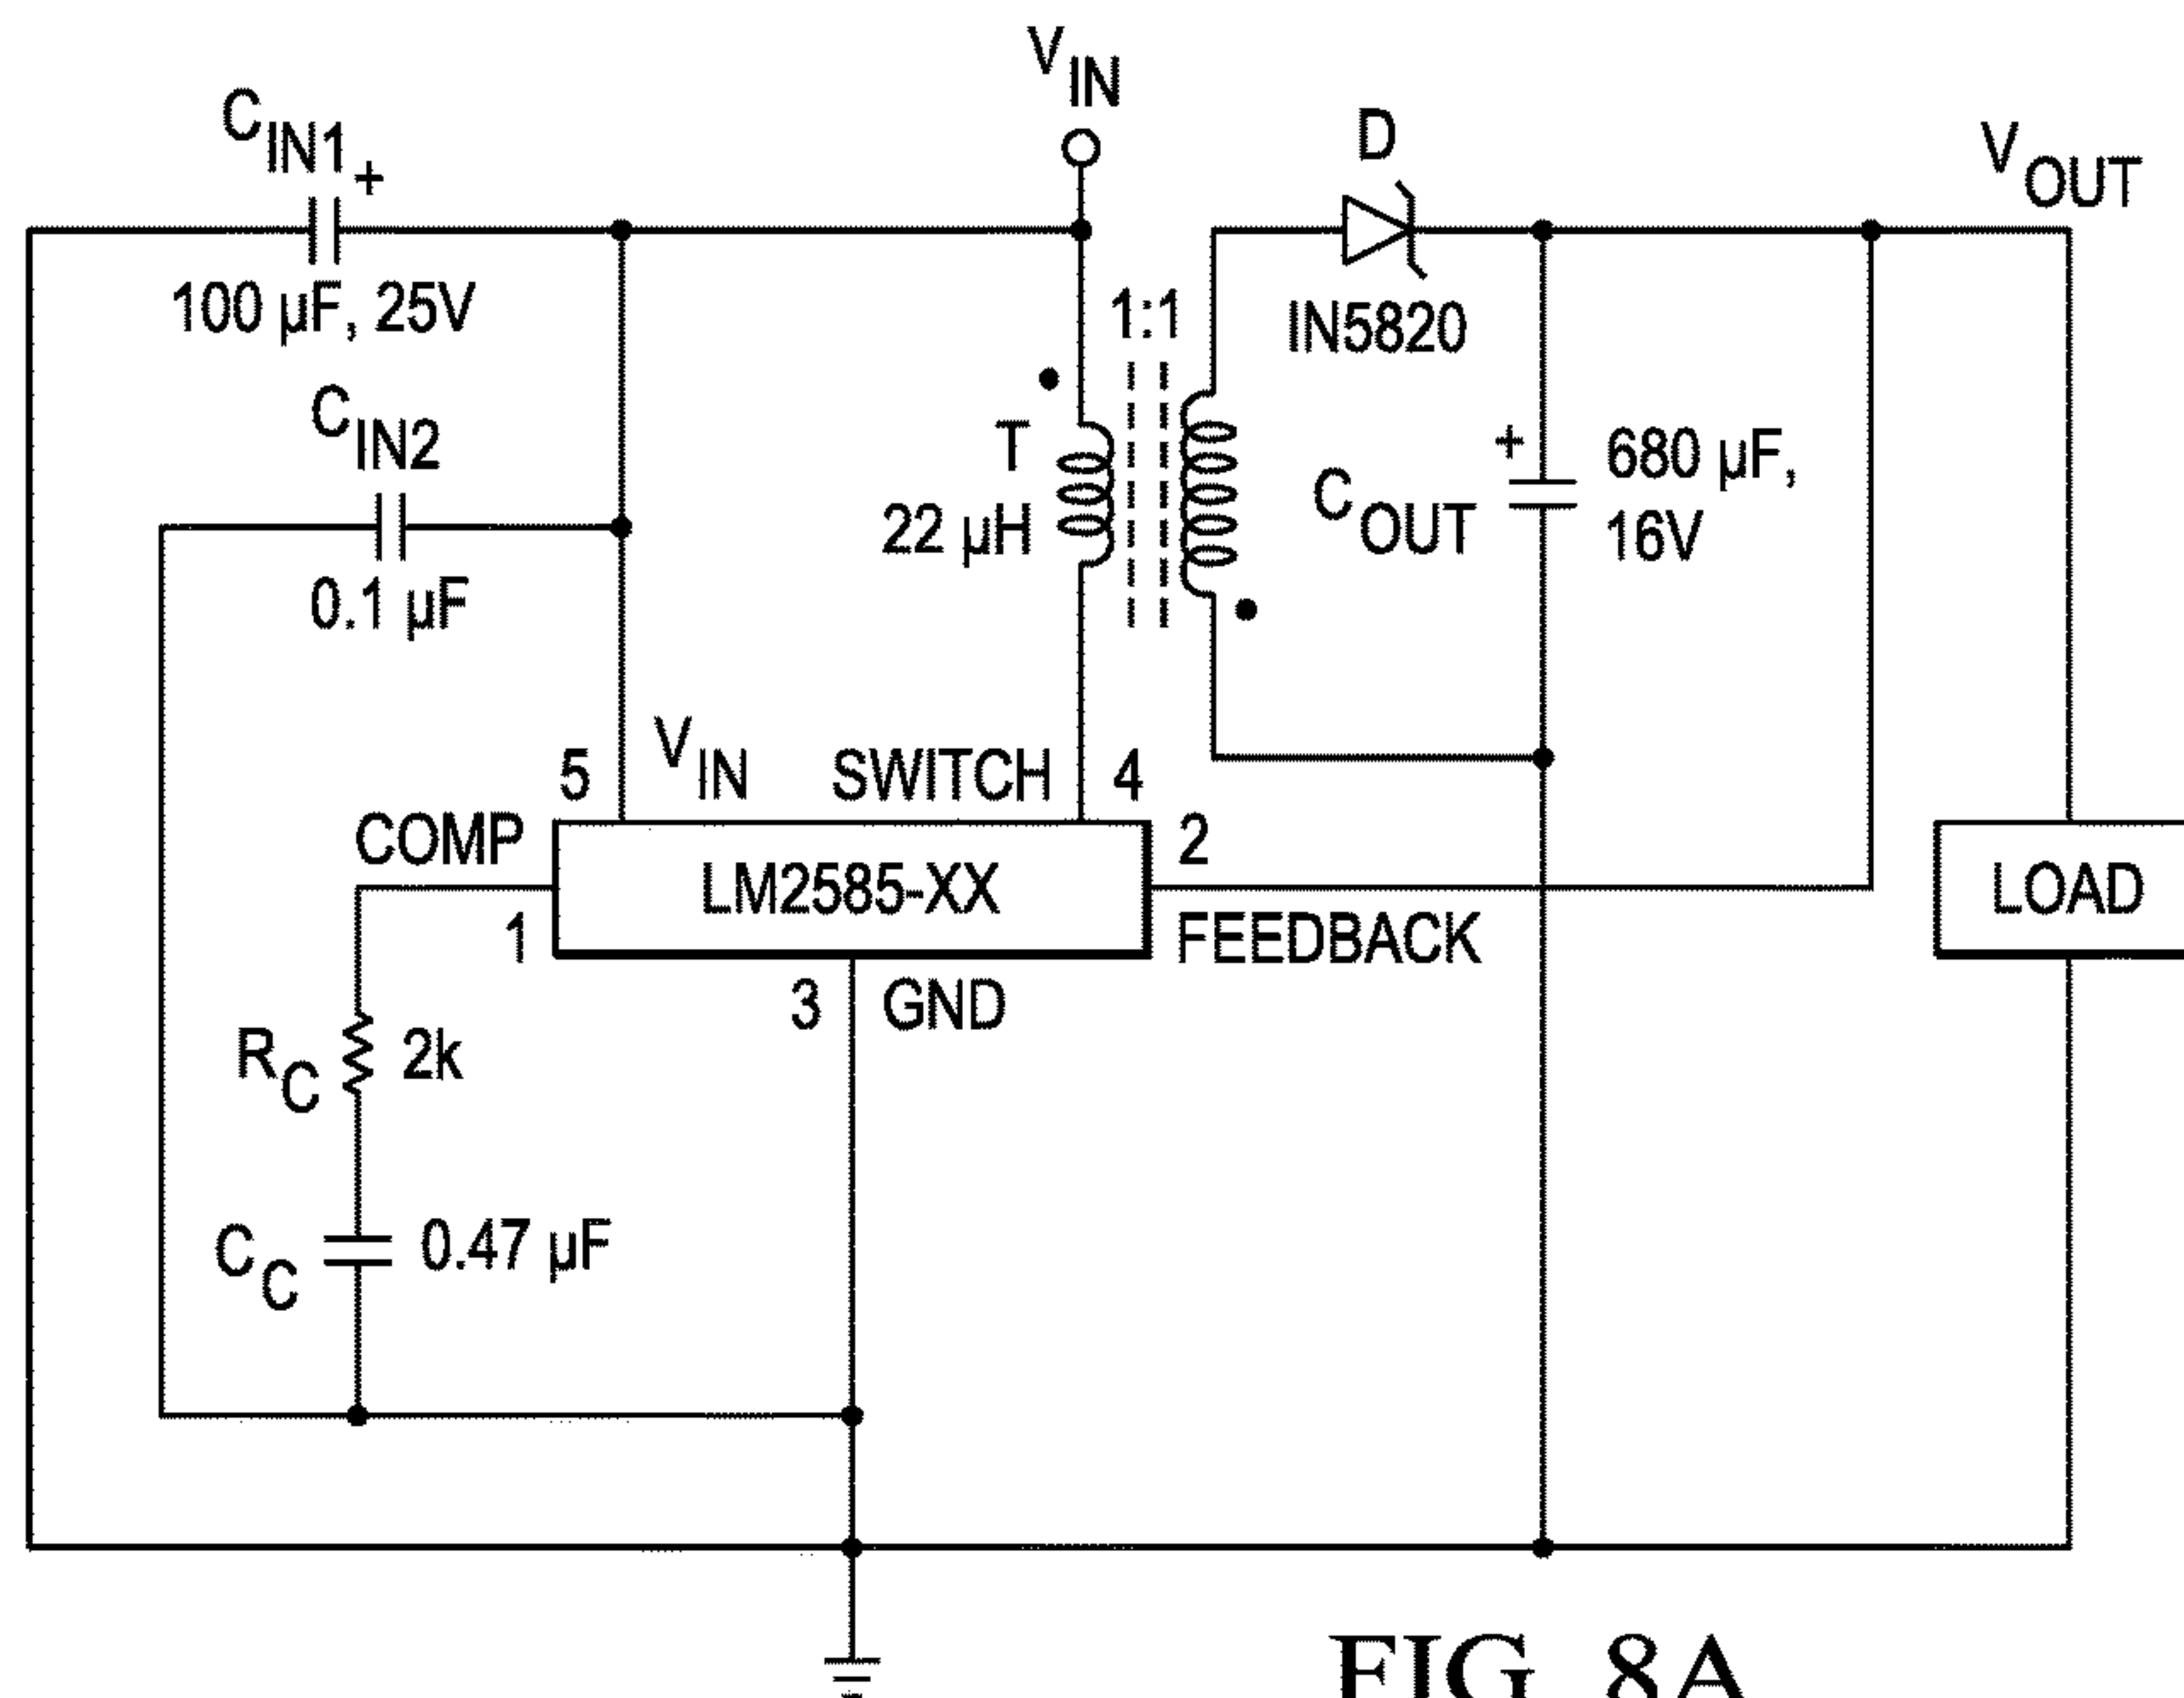 VIN
CIN1
+
100 µF, 25V
D
VOUT
1:1
IN5820
CIN2
0.1 µF
T
22 µH
+
COUT
680 µF,
16V
5
VIN
SWITCH
4
COMP
2
LM2585-XX
LOAD
1
FEEDBACK
3
GND
RC
2k
CC
0.47 µF
FIG. 8A